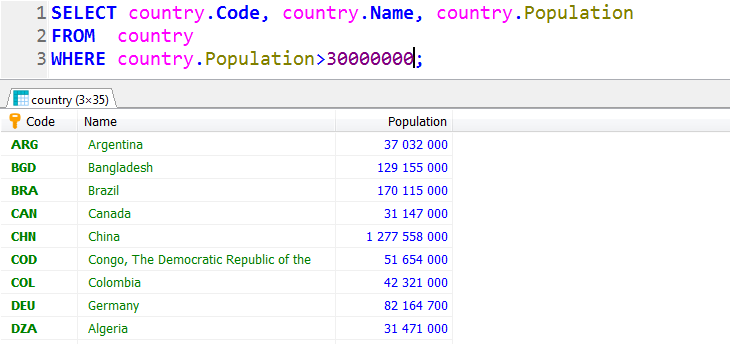 1 SELECT country.Code, country.Name, country.Population
2 FROM  country
3 WHERE country.Population>30000000;
country (3×35)
Code Name Population
ARG Argentina 37 032 000
BGD Bangladesh 129 155 000
BRA Brazil 170 115 000
CAN Canada 31 147 000
CHN China 1 277 558 000
COD Congo, The Democratic Republic of the 51 654 000
COL Colombia 42 321 000
DEU Germany 82 164 700
DZA Algeria 31 471 000